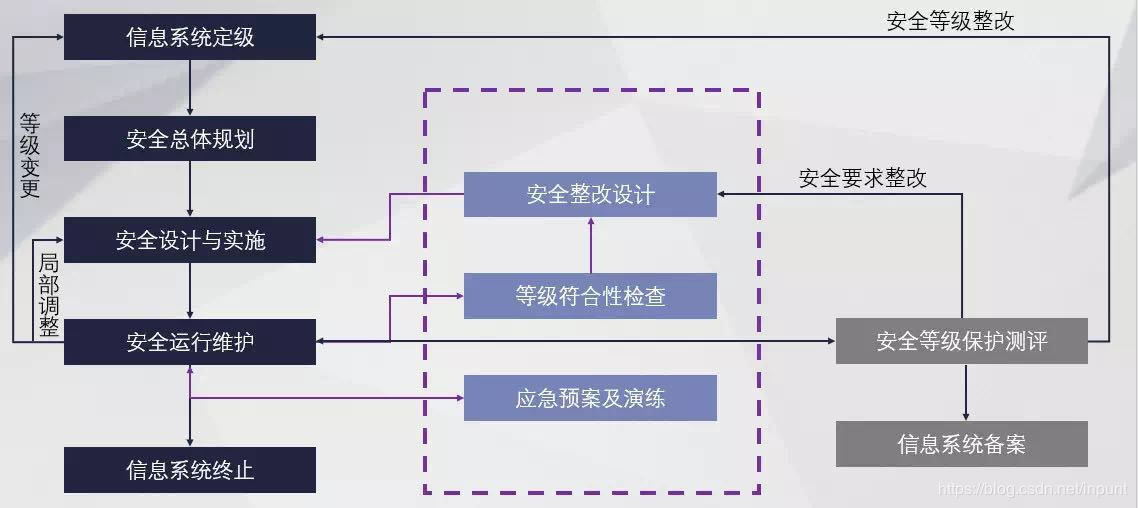 安全等级整改
信息系统定级
等级变更
安全总体规划
安全整改设计
安全要求整改
安全设计与实施
局部调整
等级符合性检查
安全运行维护
安全等级保护测评
应急预案及演练
信息系统备案
信息系统终止
https://blog.csdn.net/inpunt